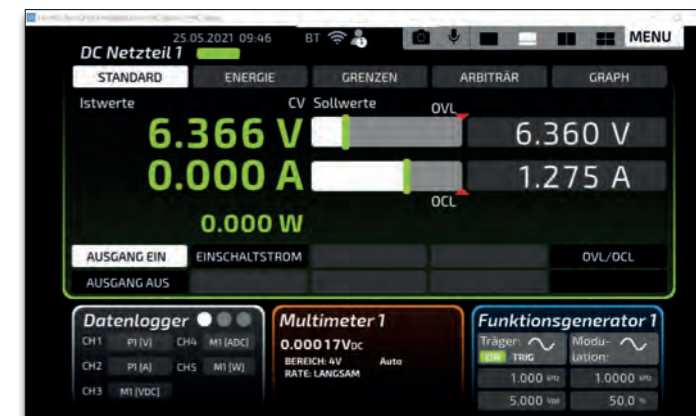 25.05.2021 09:46 BT MENU
DC Netzteil 1
STANDARD ENERGIE GRENZEN ARBITRÄR GRAPH
Istwerte CV Sollwerte OVL
6.366 V 6.360 V
0.000 A 1.275 A
OCL
0.000 W
AUSGANG EIN EINSCHALTSTROM OVL/OCL
AUSGANG AUS
Datenlogger Multimeter 1 Funktionsgenerator 1
CH1 P1 [V] CH4 M1 [ADC] 0.00017VDC Träger: Modu-
EIN TRIG lation:
CH2 P1 [A] CH5 M1 [W] BEREICH: 4V Auto 1.000 kHz 1.0000 kHz
RATE: LANGSAM
CH3 M1 [VDC] 5.000 Vpp 50.0 %